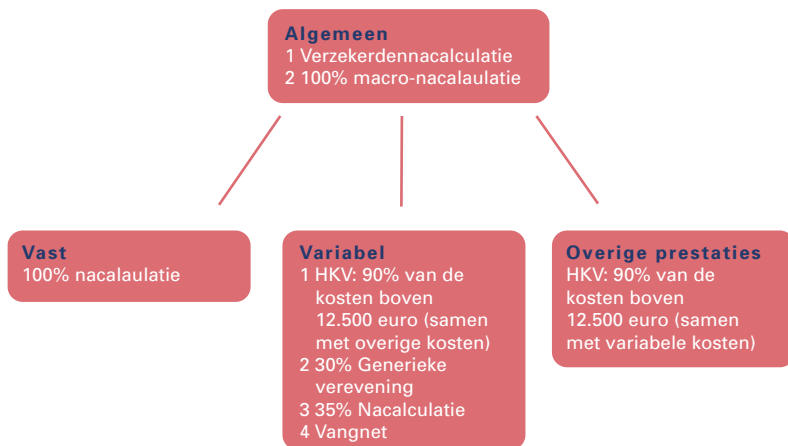 Algemeen
1 Verzekerdennacalculatie
2 100% macro-nacalaulatie
Vast
100% nacalaulatie
Variabel
1 HKV: 90% van de
kosten boven
12.500 euro (samen
met overige kosten)
2 30% Generieke
verevening
3 35% Nacalculatie
4 Vangnet
Overige prestaties
HKV: 90% van de
kosten boven
12.500 euro (samen
met variabele kosten)